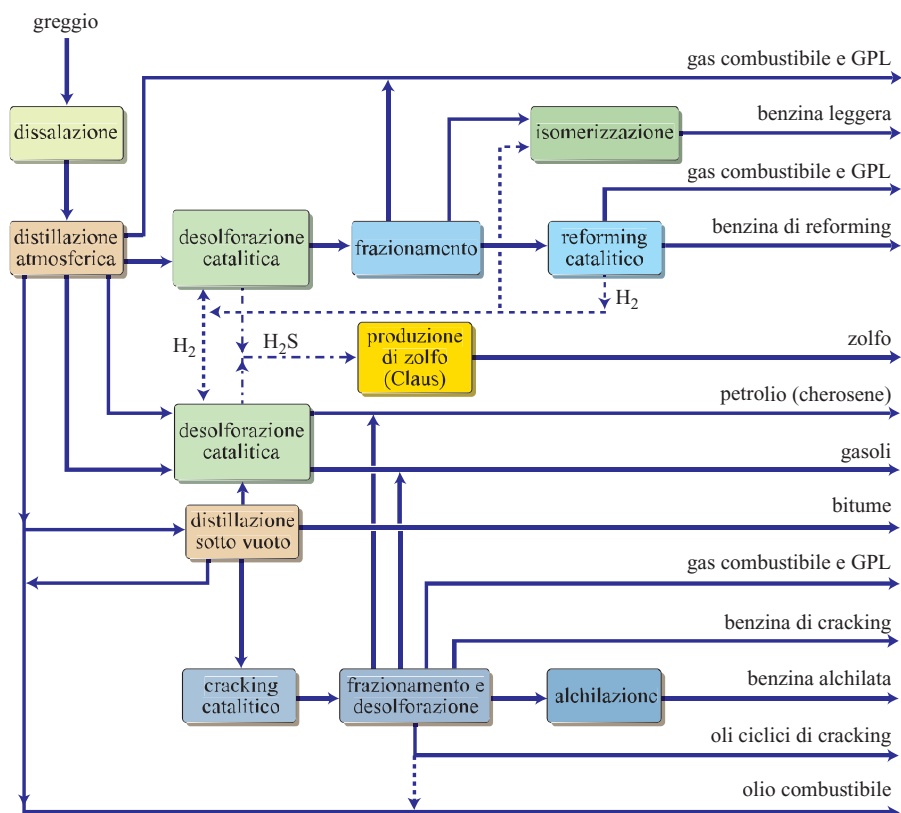 greggio
gas combustibile e GPL
dissalazione
isomerizzazione
benzina leggera
gas combustibile e GPL
distillazione
atmosferica
desolforazione
catalitica
frazionamento
reforming
catalitico
benzina di reforming
H2
H2
H2S
produzione
di zolfo
(Claus)
zolfo
petrolio (cherosene)
desolforazione
catalitica
gasoli
distillazione
sotto vuoto
bitume
gas combustibile e GPL
benzina di cracking
cracking
catalitico
frazionamento e
desolforazione
alchilazione
benzina alchilata
oli ciclici di cracking
olio combustibile